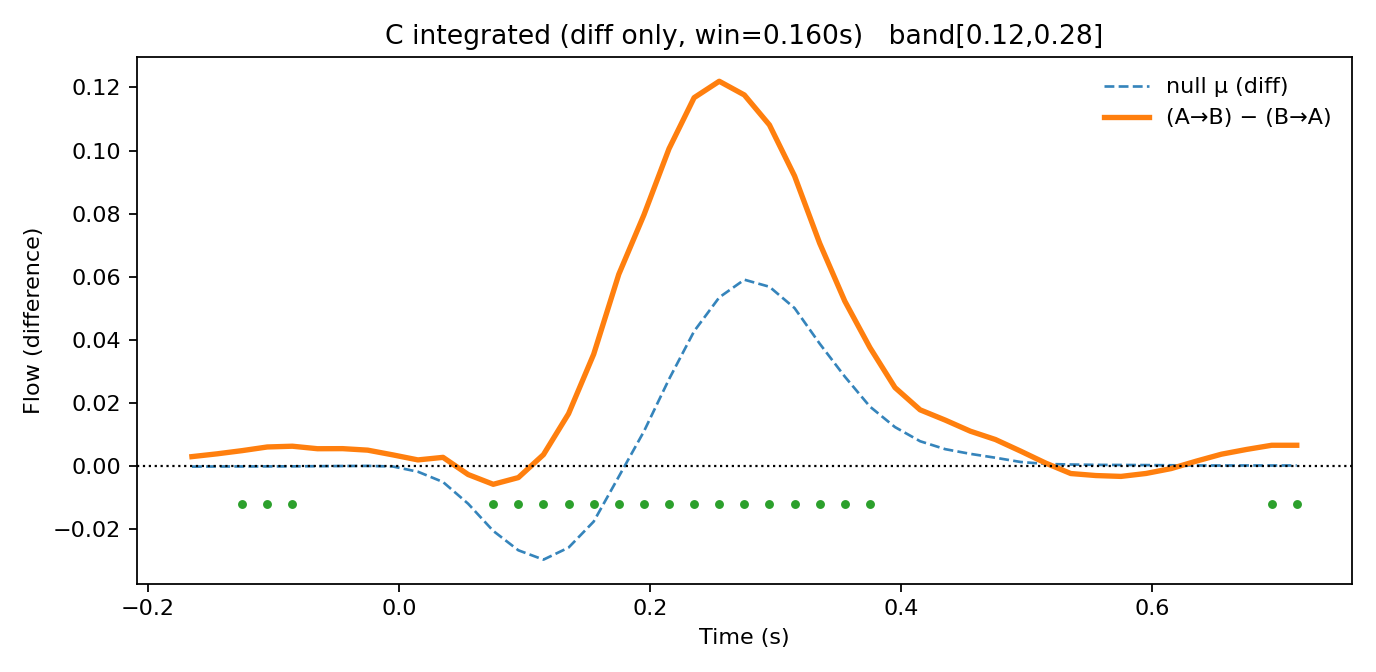 C integrated (diff only, win=0.160s)   band[0.12,0.28]
null μ (diff)
(A→B) − (B→A)
Flow (difference)
0.12
0.10
0.08
0.06
0.04
0.02
0.00
−0.02
−0.2
0.0
0.2
0.4
0.6
Time (s)